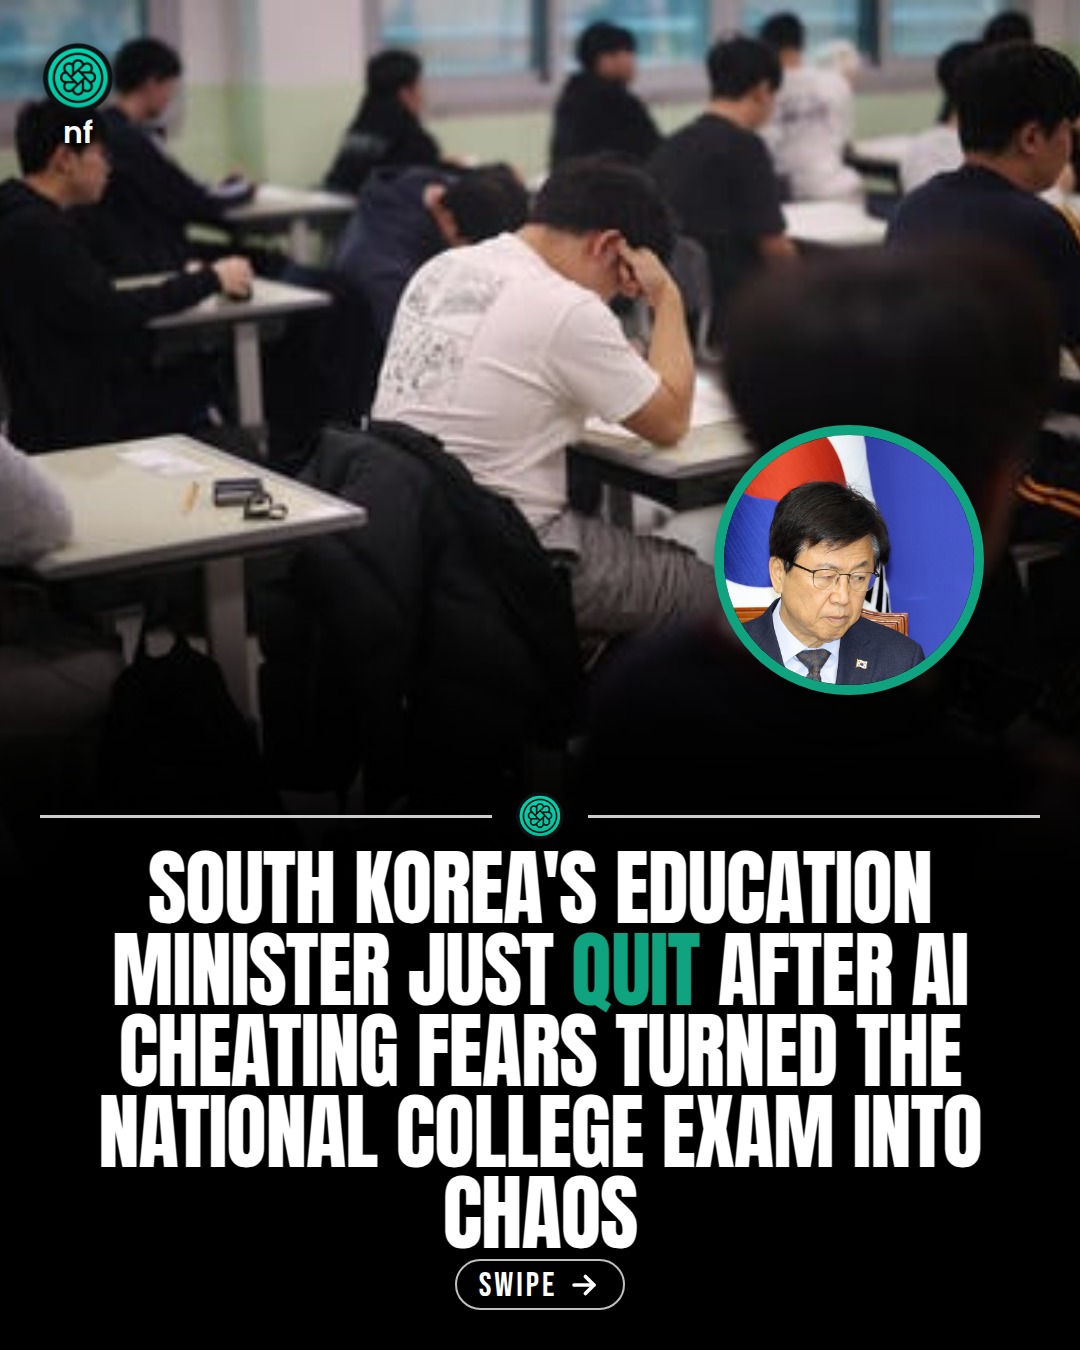 nf
SOUTH KOREA'S EDUCATION
MINISTER JUST QUIT AFTER AI
CHEATING FEARS TURNED THE
NATIONAL COLLEGE EXAM INTO
CHAOS
SWIPE →